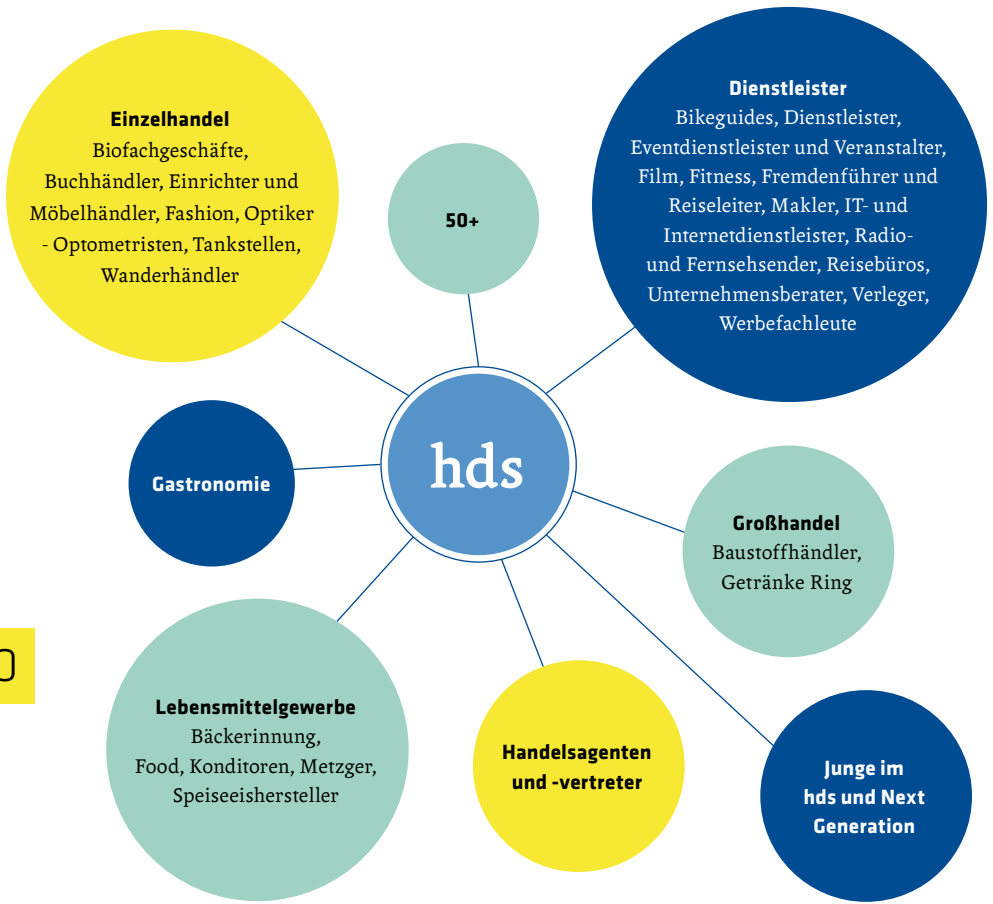 Einzelhandel
Biofachgeschäfte,
Buchhändler, Einrichter und
Möbelhändler, Fashion, Optiker
- Optometristen, Tankstellen,
Wanderhändler
50+
Dienstleister
Bikeguides, Dienstleister,
Eventdienstleister und Veranstalter,
Film, Fitness, Fremdenführer und
Reiseleiter, Makler, IT- und
Internetdienstleister, Radio-
und Fernsehsender, Reisebüros,
Unternehmensberater, Verleger,
Werbefachleute
hds
Gastronomie
Großhandel
Baustoffhändler,
Getränke Ring
Lebensmittelgewerbe
Bäckerinnung,
Food, Konditoren, Metzger,
Speiseeishersteller
Handelsagenten
und -vertreter
Junge im
hds und Next
Generation